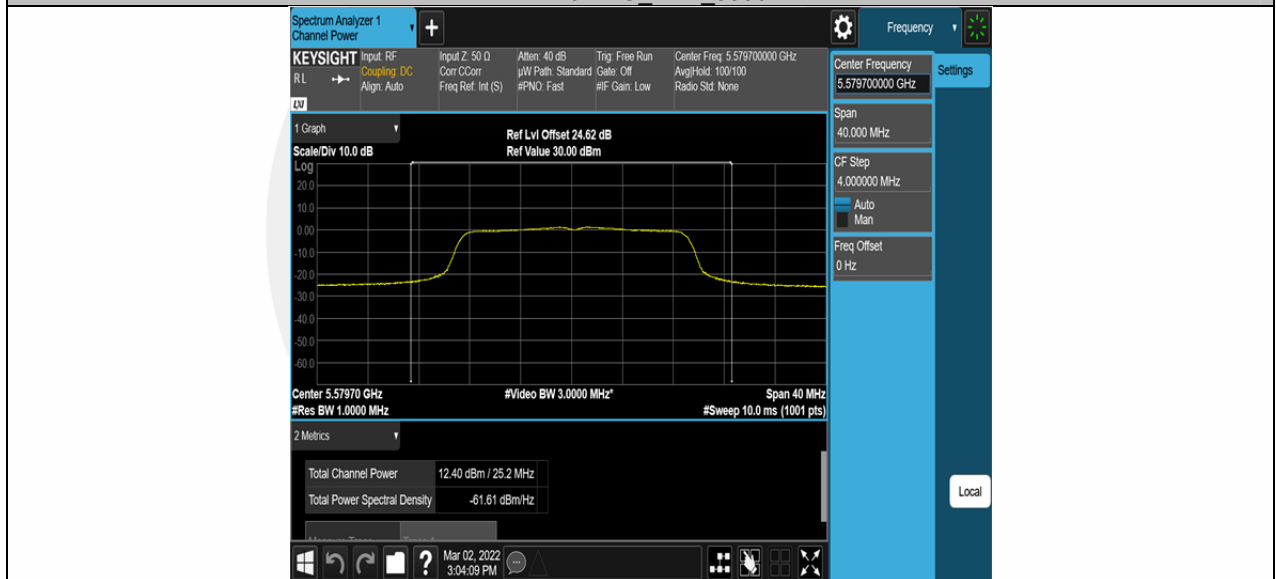 Spectrum Analyzer 1
Channel Power
+
Frequency
KEYSIGHT
RL
LXI
Input: RF
Coupling: DC
Align: Auto
Input Z: 50 Ω
Corr CCorr
Freq Ref: Int (S)
Atten: 40 dB
µW Path: Standard
#PNO: Fast
Trig: Free Run
Gate: Off
#IF Gain: Low
Center Freq: 5.579700000 GHz
Avg|Hold: 100/100
Radio Std: None
Center Frequency
5.579700000 GHz
Settings
Span
40.000 MHz
CF Step
4.000000 MHz
Auto
Man
Freq Offset
0 Hz
Local
1 Graph
Scale/Div 10.0 dB
Ref Lvl Offset 24.62 dB
Ref Value 30.00 dBm
Log
20.0
10.0
0.00
-10.0
-20.0
-30.0
-40.0
-50.0
-60.0
Center 5.57970 GHz
#Video BW 3.0000 MHz*
Span 40 MHz
#Res BW 1.0000 MHz
#Sweep 10.0 ms (1001 pts)
2 Metrics
Total Channel Power 12.40 dBm / 25.2 MHz
Total Power Spectral Density -61.61 dBm/Hz
?
Mar 02, 2022
3:04:09 PM